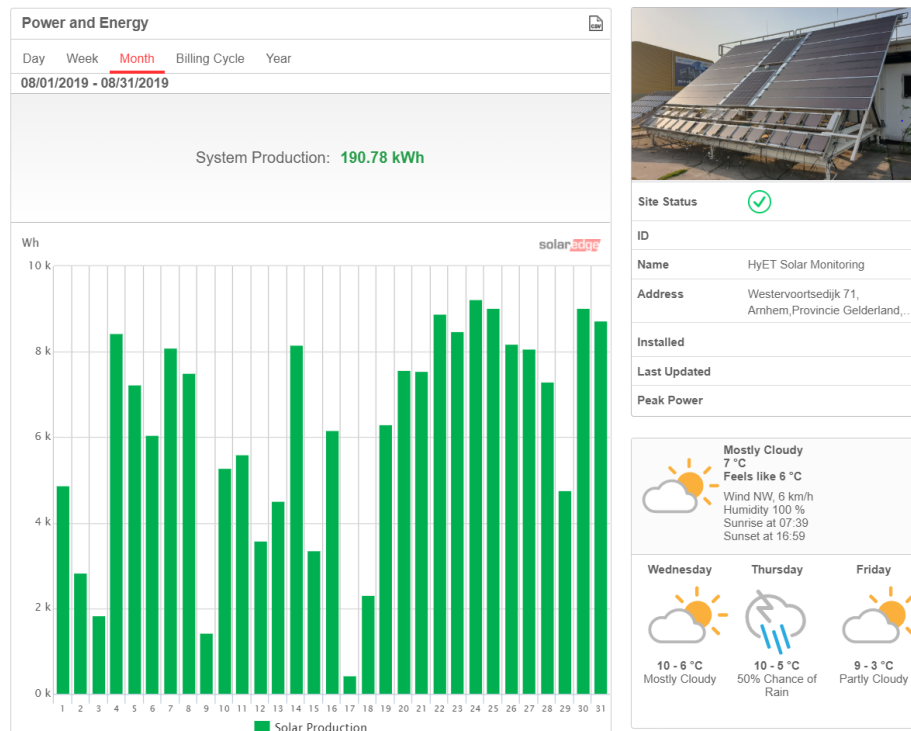 Power and Energy
CSV
Day Week Month Billing Cycle Year
08/01/2019 - 08/31/2019
System Production: 190.78 kWh
Wh
solaredge
10 k
8 k
6 k
4 k
2 k
0 k
1 2 3 4 5 6 7 8 9 10 11 12 13 14 15 16 17 18 19 20 21 22 23 24 25 26 27 28 29 30 31
Solar Production
Site Status
ID
Name HyET Solar Monitoring
Address Westervoortsedijk 71,
Arnhem,Provincie Gelderland,...
Installed
Last Updated
Peak Power
Mostly Cloudy
7 °C
Feels like 6 °C
Wind NW, 6 km/h
Humidity 100 %
Sunrise at 07:39
Sunset at 16:59
Wednesday Thursday Friday
10 - 6 °C 10 - 5 °C 9 - 3 °C
Mostly Cloudy 50% Chance of Partly Cloudy
Rain